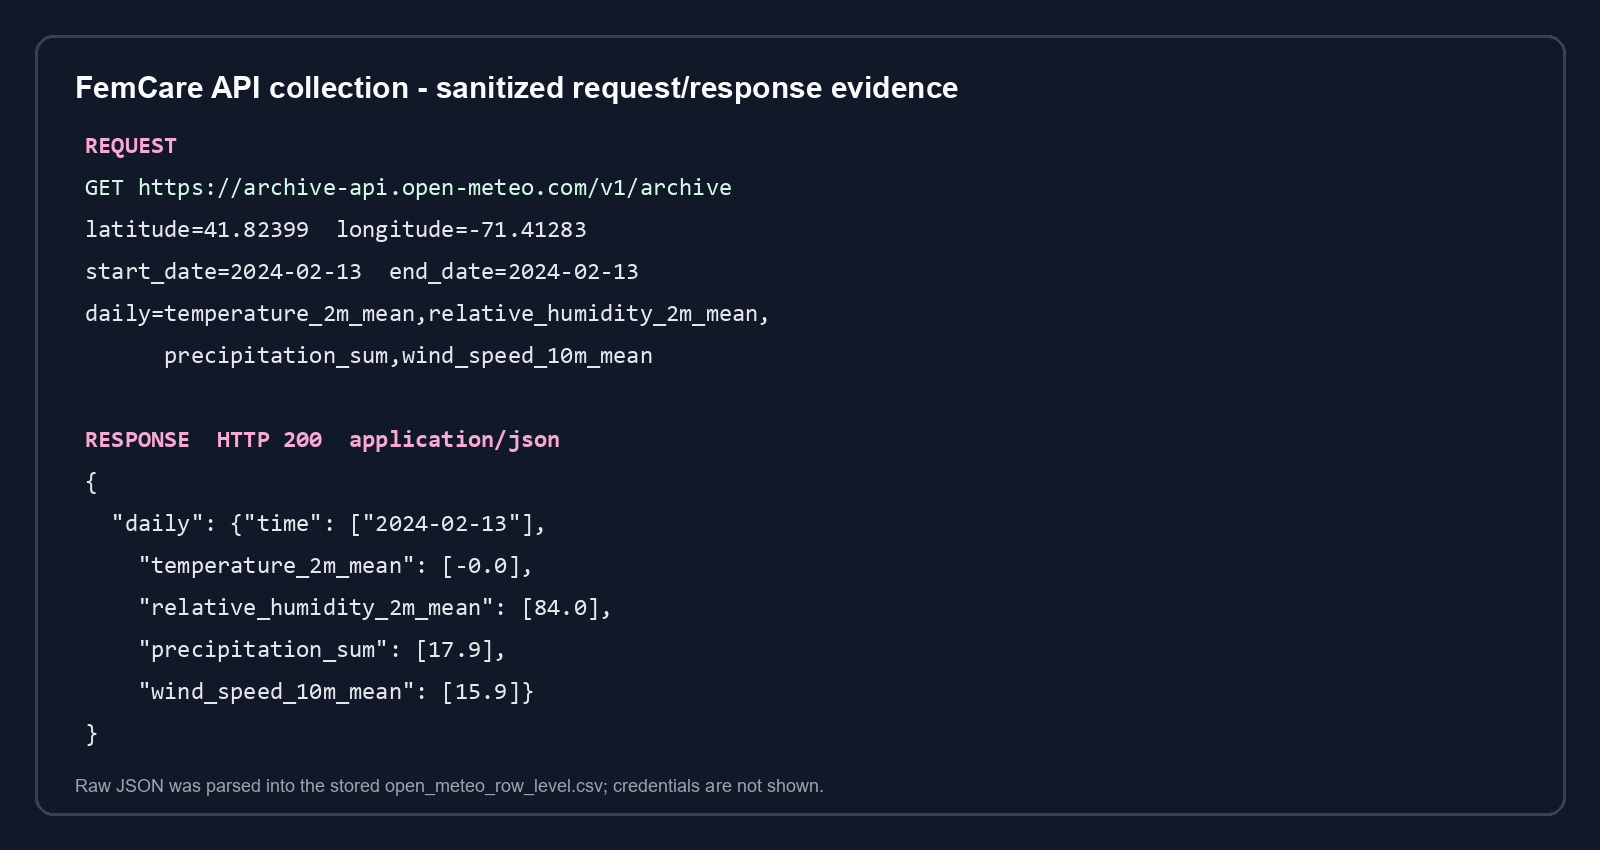 FemCare API collection - sanitized request/response evidence
REQUEST
GET https://archive-api.open-meteo.com/v1/archive
latitude=41.82399  longitude=-71.41283
start_date=2024-02-13  end_date=2024-02-13
daily=temperature_2m_mean,relative_humidity_2m_mean,
      precipitation_sum,wind_speed_10m_mean
RESPONSE  HTTP 200  application/json
{
  "daily": {"time": ["2024-02-13"],
    "temperature_2m_mean": [-0.0],
    "relative_humidity_2m_mean": [84.0],
    "precipitation_sum": [17.9],
    "wind_speed_10m_mean": [15.9]}
}
Raw JSON was parsed into the stored open_meteo_row_level.csv; credentials are not shown.